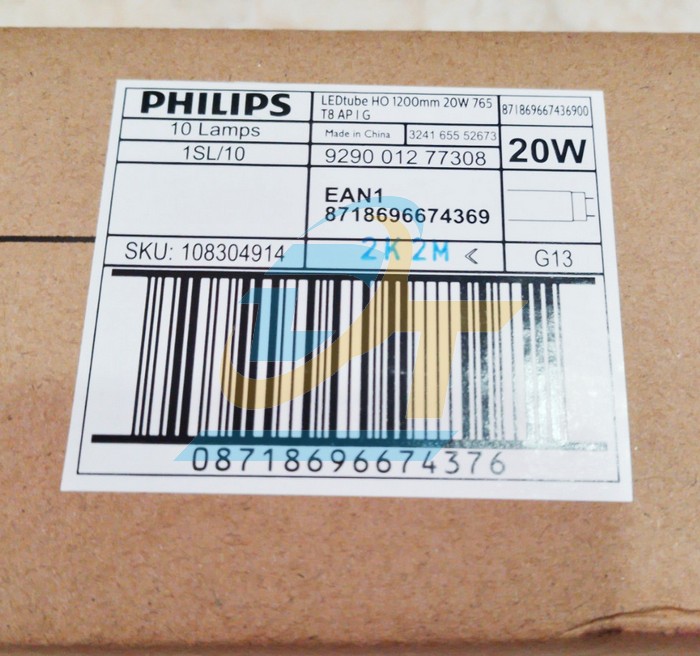 PHILIPS
LEDtube HO 1200mm 20W 765
T8 AP I G
871869667436900
10 Lamps
Made in China
3241 655 52673
1SL/10
9290 012 77308
20W
EAN1
8718696674369
SKU: 108304914
2K 2M <
G13
08718696674376